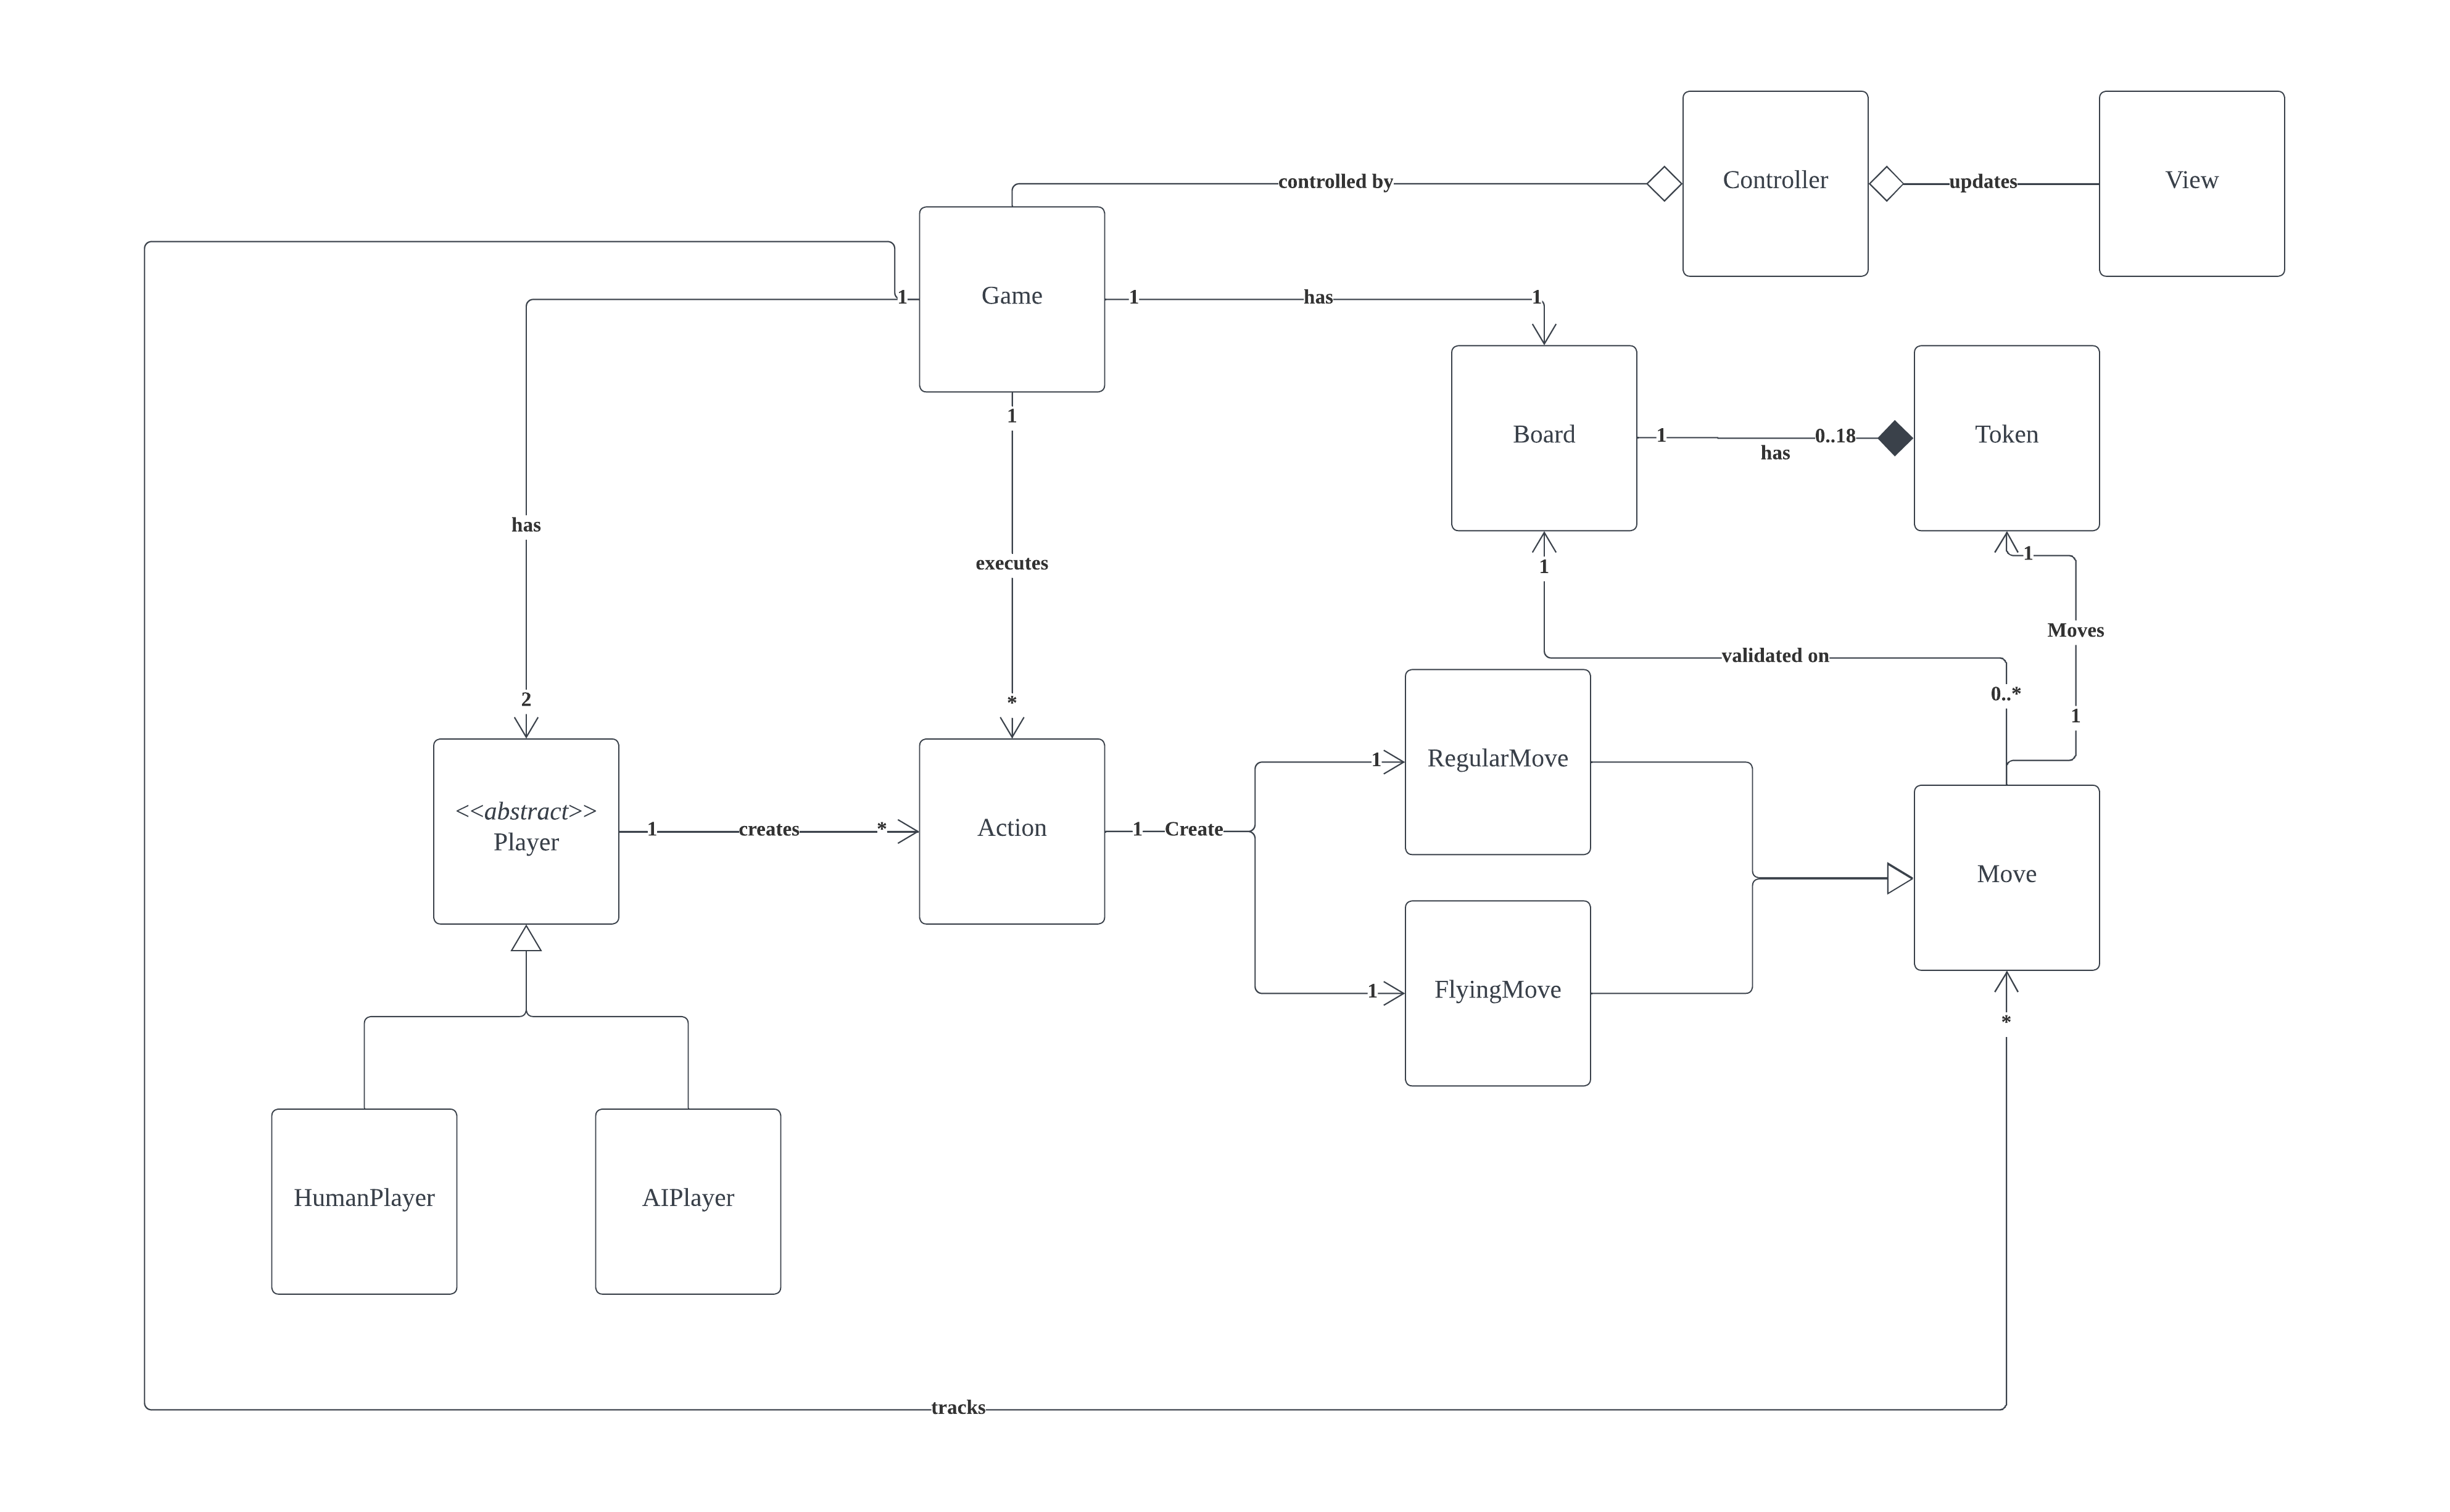 Controller
View
controlled by
updates
Game
1
1
has
1
1
Board
Token
1
0..18
has
has
executes
1
1
Moves
validated on
0..*
1
2
*
RegularMove
1
<<abstract>>
Player
1
creates
*
Action
1
Create
Move
FlyingMove
1
*
HumanPlayer
AIPlayer
tracks